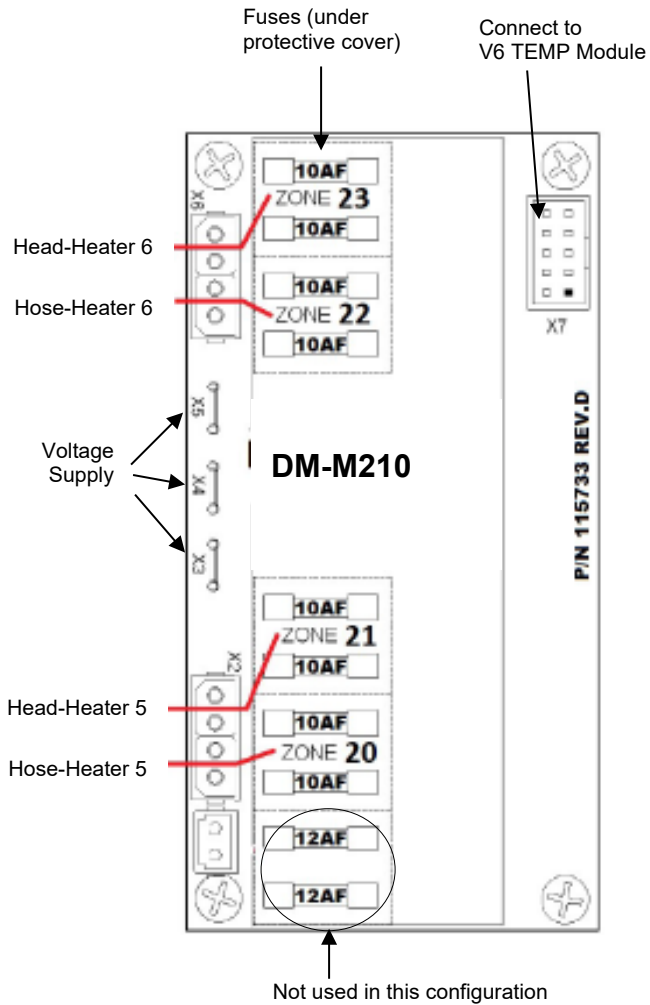 Fuses (under
protective cover)
Connect to
V6 TEMP Module
10AF
X6
ZONE 23
10AF
Head-Heater 6
10AF
Hose-Heater 6
ZONE 22
10AF
X7
X5
Voltage
Supply
DM-M210
X4
P/N 115733 REV.D
X3
10AF
ZONE 21
X2
10AF
Head-Heater 5
10AF
ZONE 20
Hose-Heater 5
10AF
12AF
12AF
Not used in this configuration